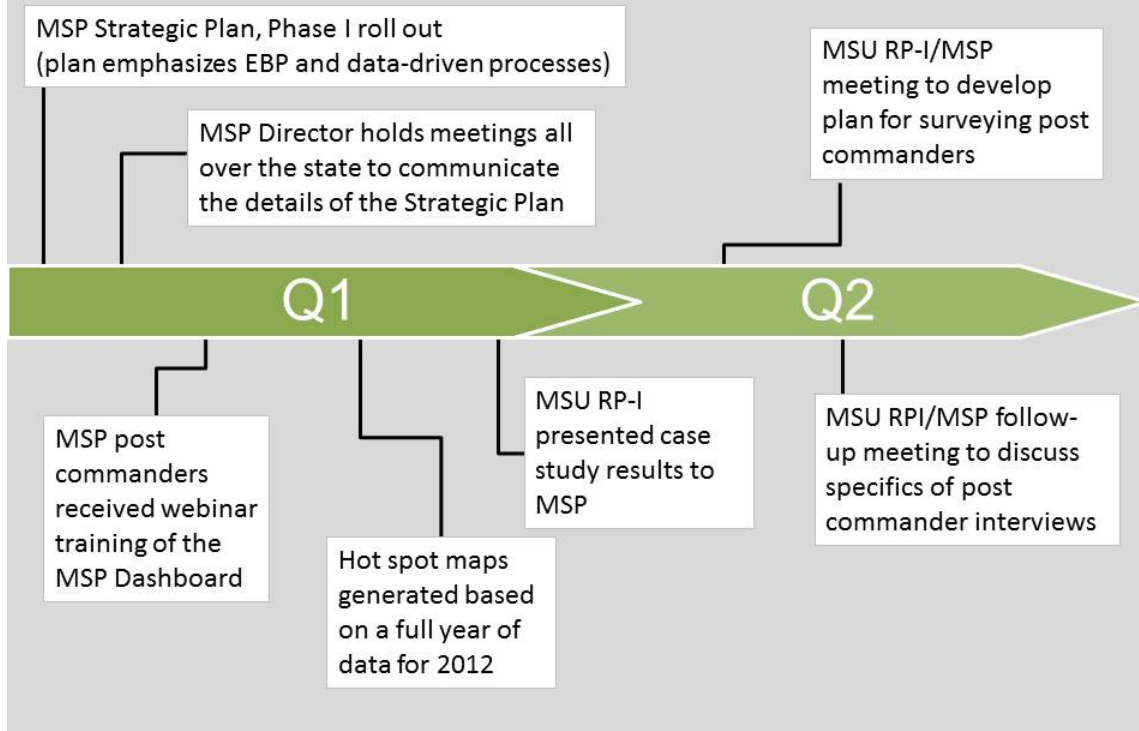 MSP Strategic Plan, Phase I roll out
(plan emphasizes EBP and data-driven processes)
MSP Director holds meetings all
over the state to communicate
the details of the Strategic Plan
MSU RP-I/MSP
meeting to develop
plan for surveying post
commanders
Q1
Q2
MSP post
commanders
received webinar
training of the
MSP Dashboard
Hot spot maps
generated based
on a full year of
data for 2012
MSU RP-I
presented case
study results to
MSP
MSU RPI/MSP follow-
up meeting to discuss
specifics of post
commander interviews